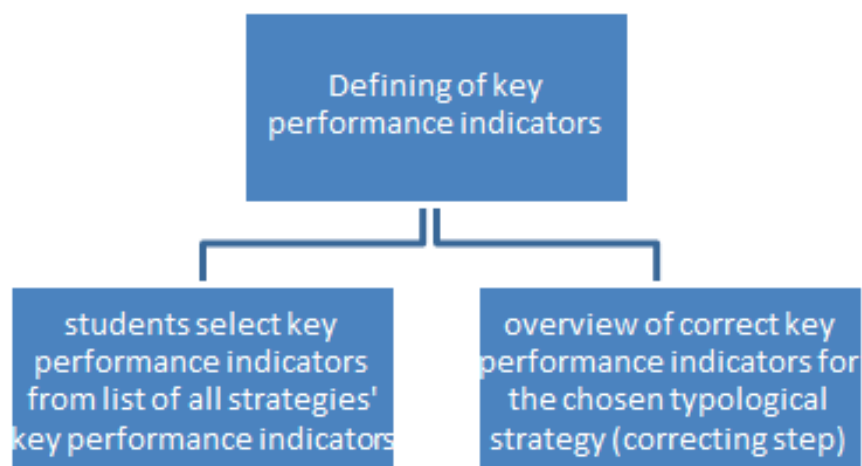 Defining of key
performance indicators
students select key
performance indicators
from list of all strategies'
key performance indicators
overview of correct key
performance indicators for
the chosen typological
strategy (correcting step)